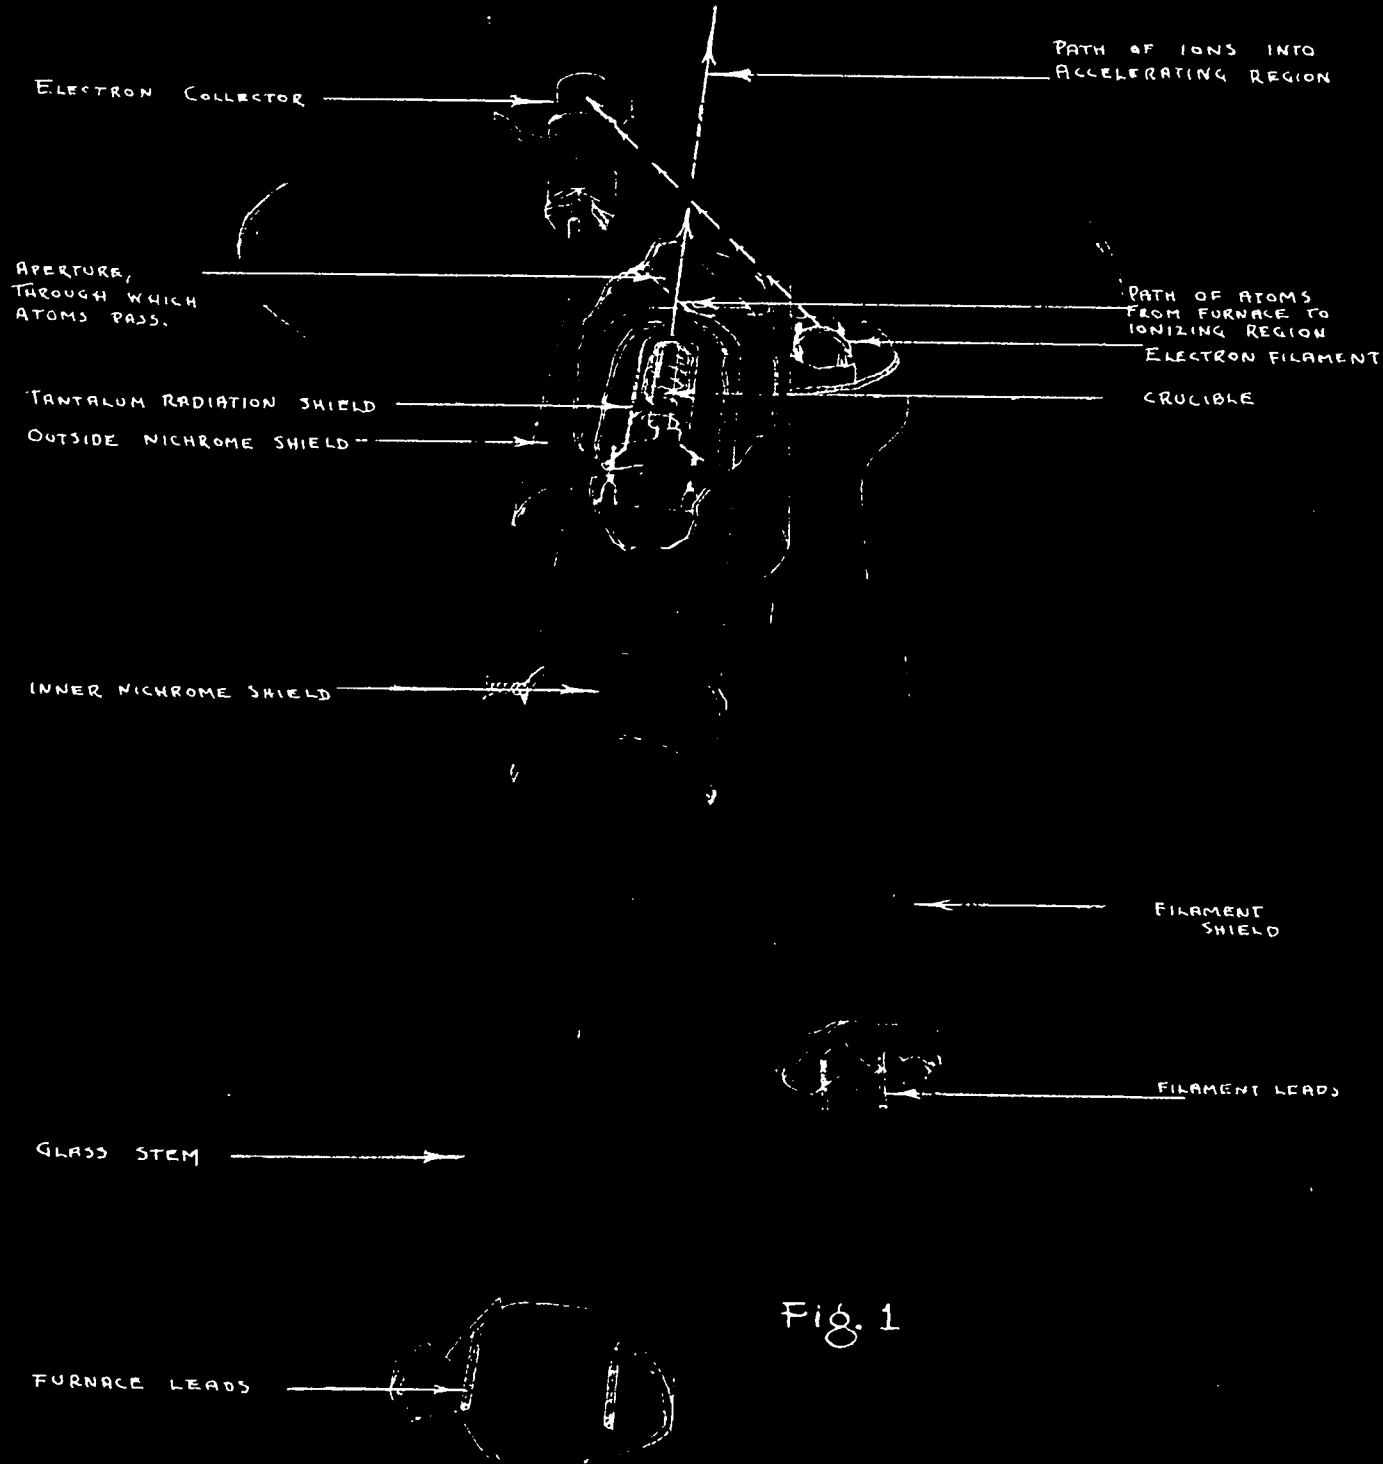 PATH OF IONS INTO
ACCELERATING REGION
ELECTRON COLLECTOR
APERTURE,
THROUGH WHICH
ATOMS PASS.
PATH OF ATOMS
FROM FURNACE TO
IONIZING REGION
ELECTRON FILAMENT
TANTALUM RADIATION SHIELD
CRUCIBLE
OUTSIDE NICHROME SHIELD
INNER NICHROME SHIELD
FILAMENT
SHIELD
FILAMENT LEADS
GLASS STEM
Fig. 1
FURNACE LEADS